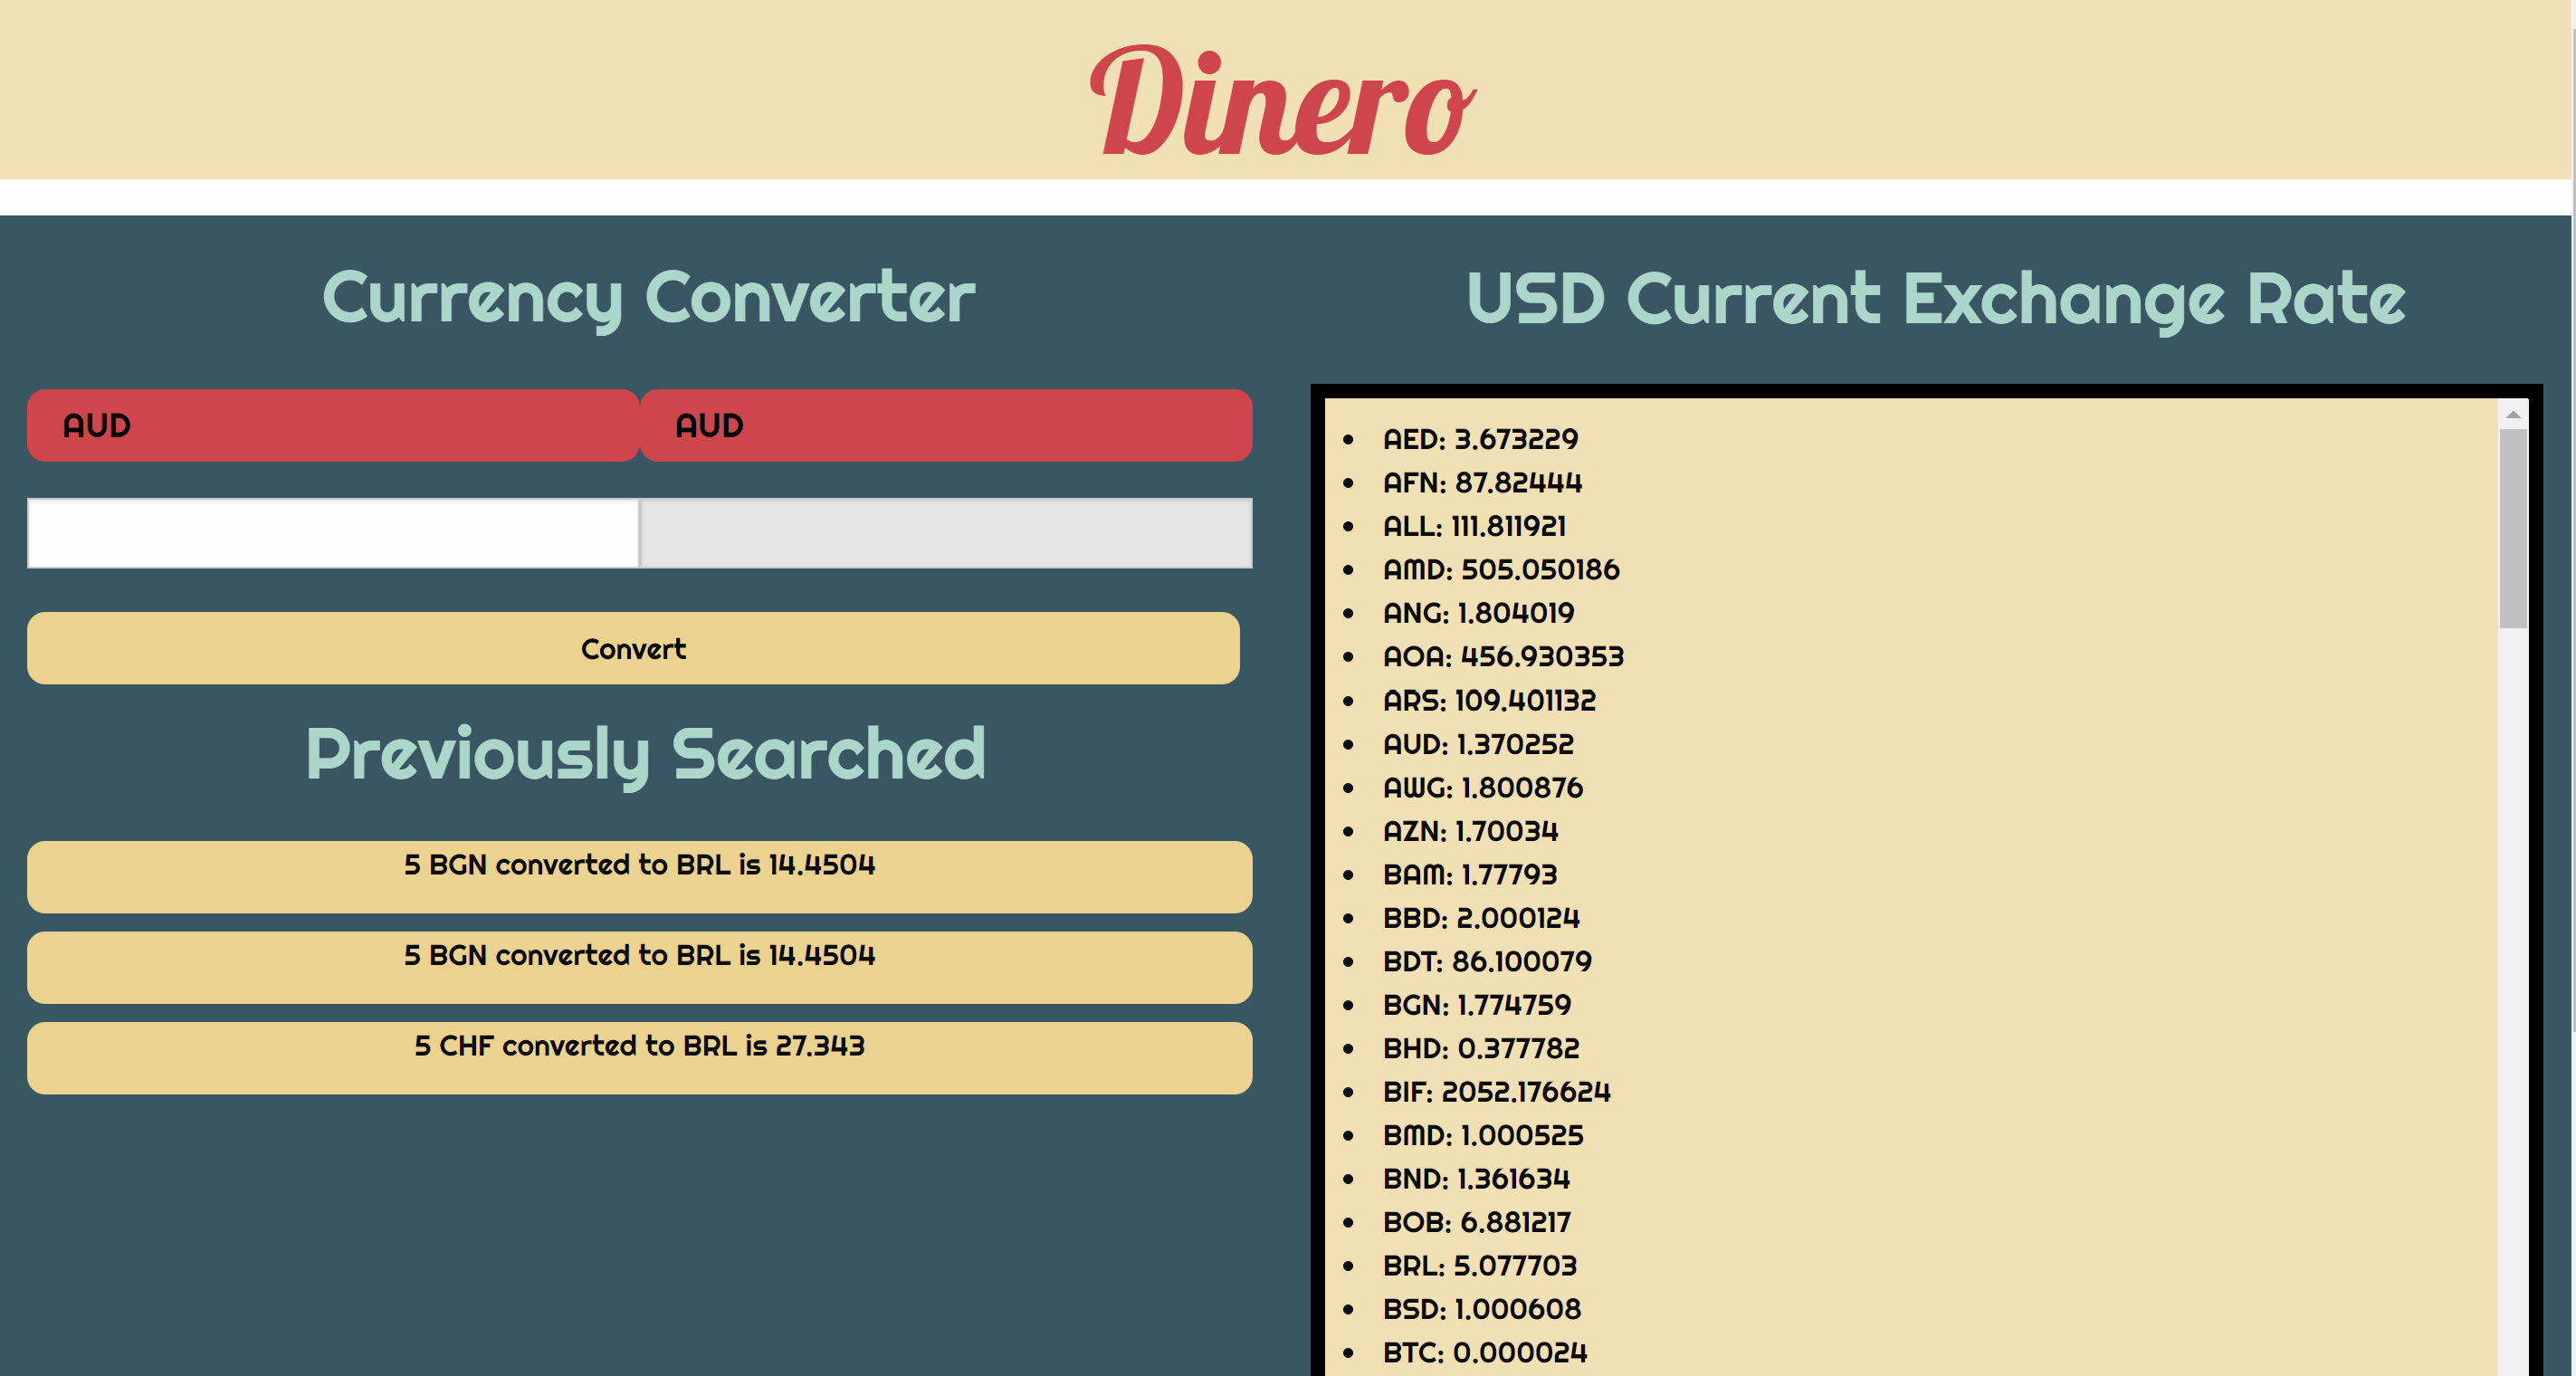 Dinero
Currency Converter
AUD AUD
Convert
Previously Searched
5 BGN converted to BRL is 14.4504
5 BGN converted to BRL is 14.4504
5 CHF converted to BRL is 27.343
USD Current Exchange Rate
AED: 3.673229
AFN: 87.82444
ALL: 111.811921
AMD: 505.050186
ANG: 1.804019
AOA: 456.930353
ARS: 109.401132
AUD: 1.370252
AWG: 1.800876
AZN: 1.70034
BAM: 1.77793
BBD: 2.000124
BDT: 86.100079
BGN: 1.774759
BHD: 0.377782
BIF: 2052.176624
BMD: 1.000525
BND: 1.361634
BOB: 6.881217
BRL: 5.077703
BSD: 1.000608
BTC: 0.000024